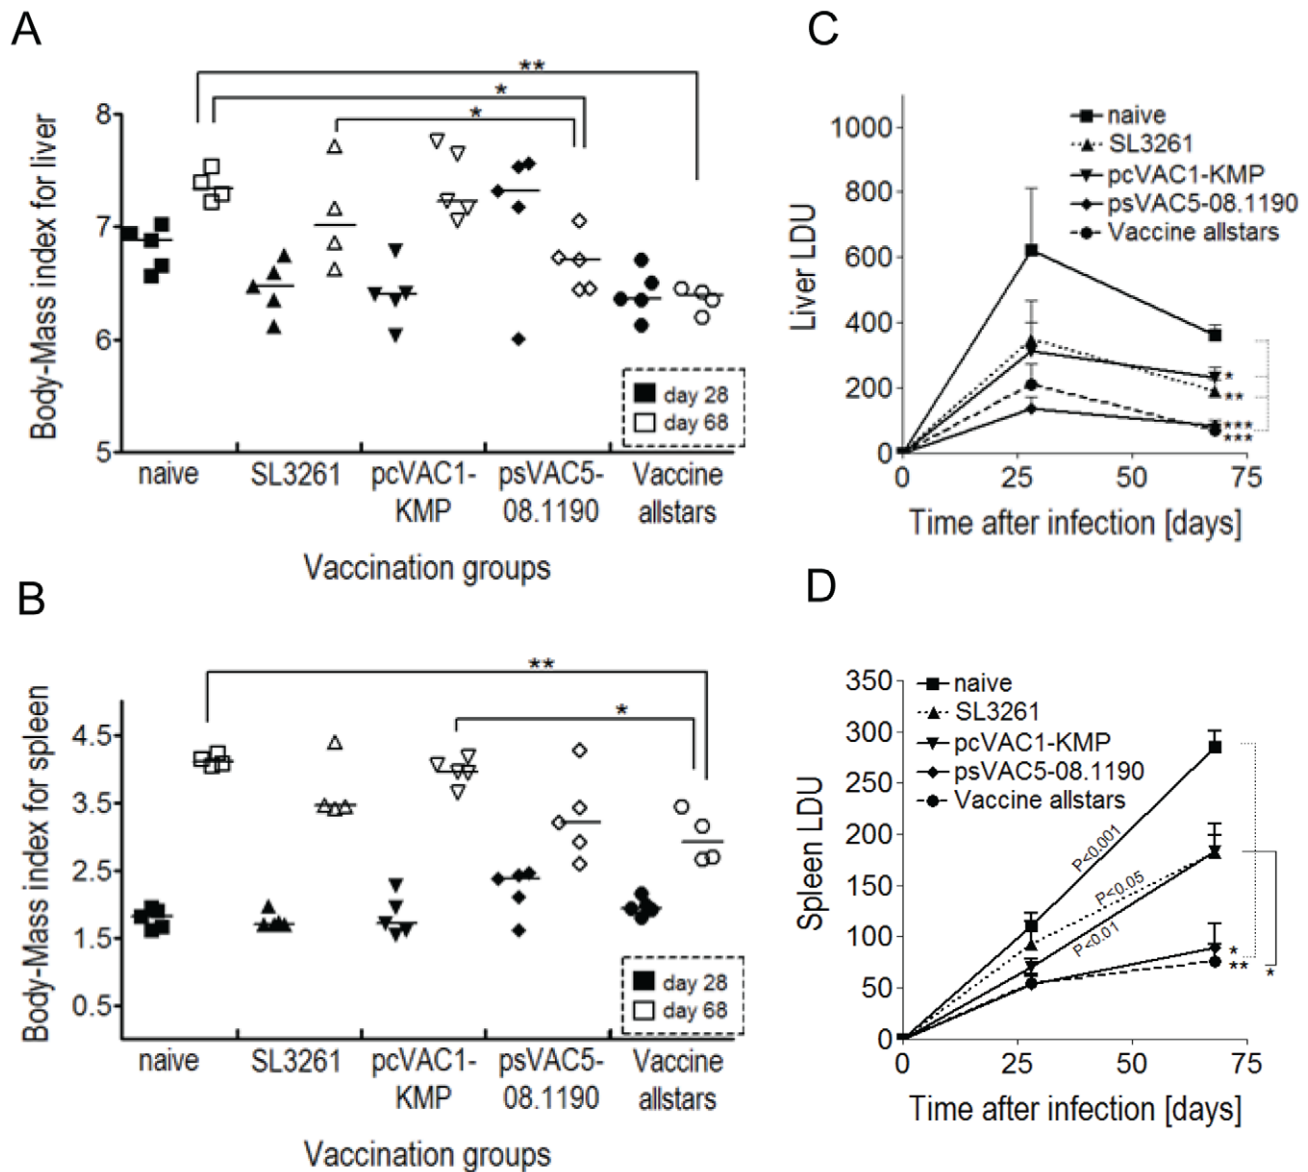 A
Body-Mass index for liver
8
7
6
5
**
*
*
day 28
day 68
naive
SL3261
pcVAC1-
KMP
psVAC5-
08.1190
Vaccine
allstars
Vaccination groups
B
Body-Mass index for spleen
4.5
3.5
2.5
1.5
0.5
**
*
day 28
day 68
naive
SL3261
pcVAC1-
KMP
psVAC5-
08.1190
Vaccine
allstars
Vaccination groups
C
Liver LDU
1000
800
600
400
200
0
naive
SL3261
pcVAC1-KMP
psVAC5-08.1190
Vaccine allstars
*
**
***
***
0
25
50
75
Time after infection [days]
D
Spleen LDU
350
300
250
200
150
100
50
0
naive
SL3261
pcVAC1-KMP
psVAC5-08.1190
Vaccine allstars
P<0.001
P<0.05
P<0.01
*
**
*
0
25
50
75
Time after infection [days]